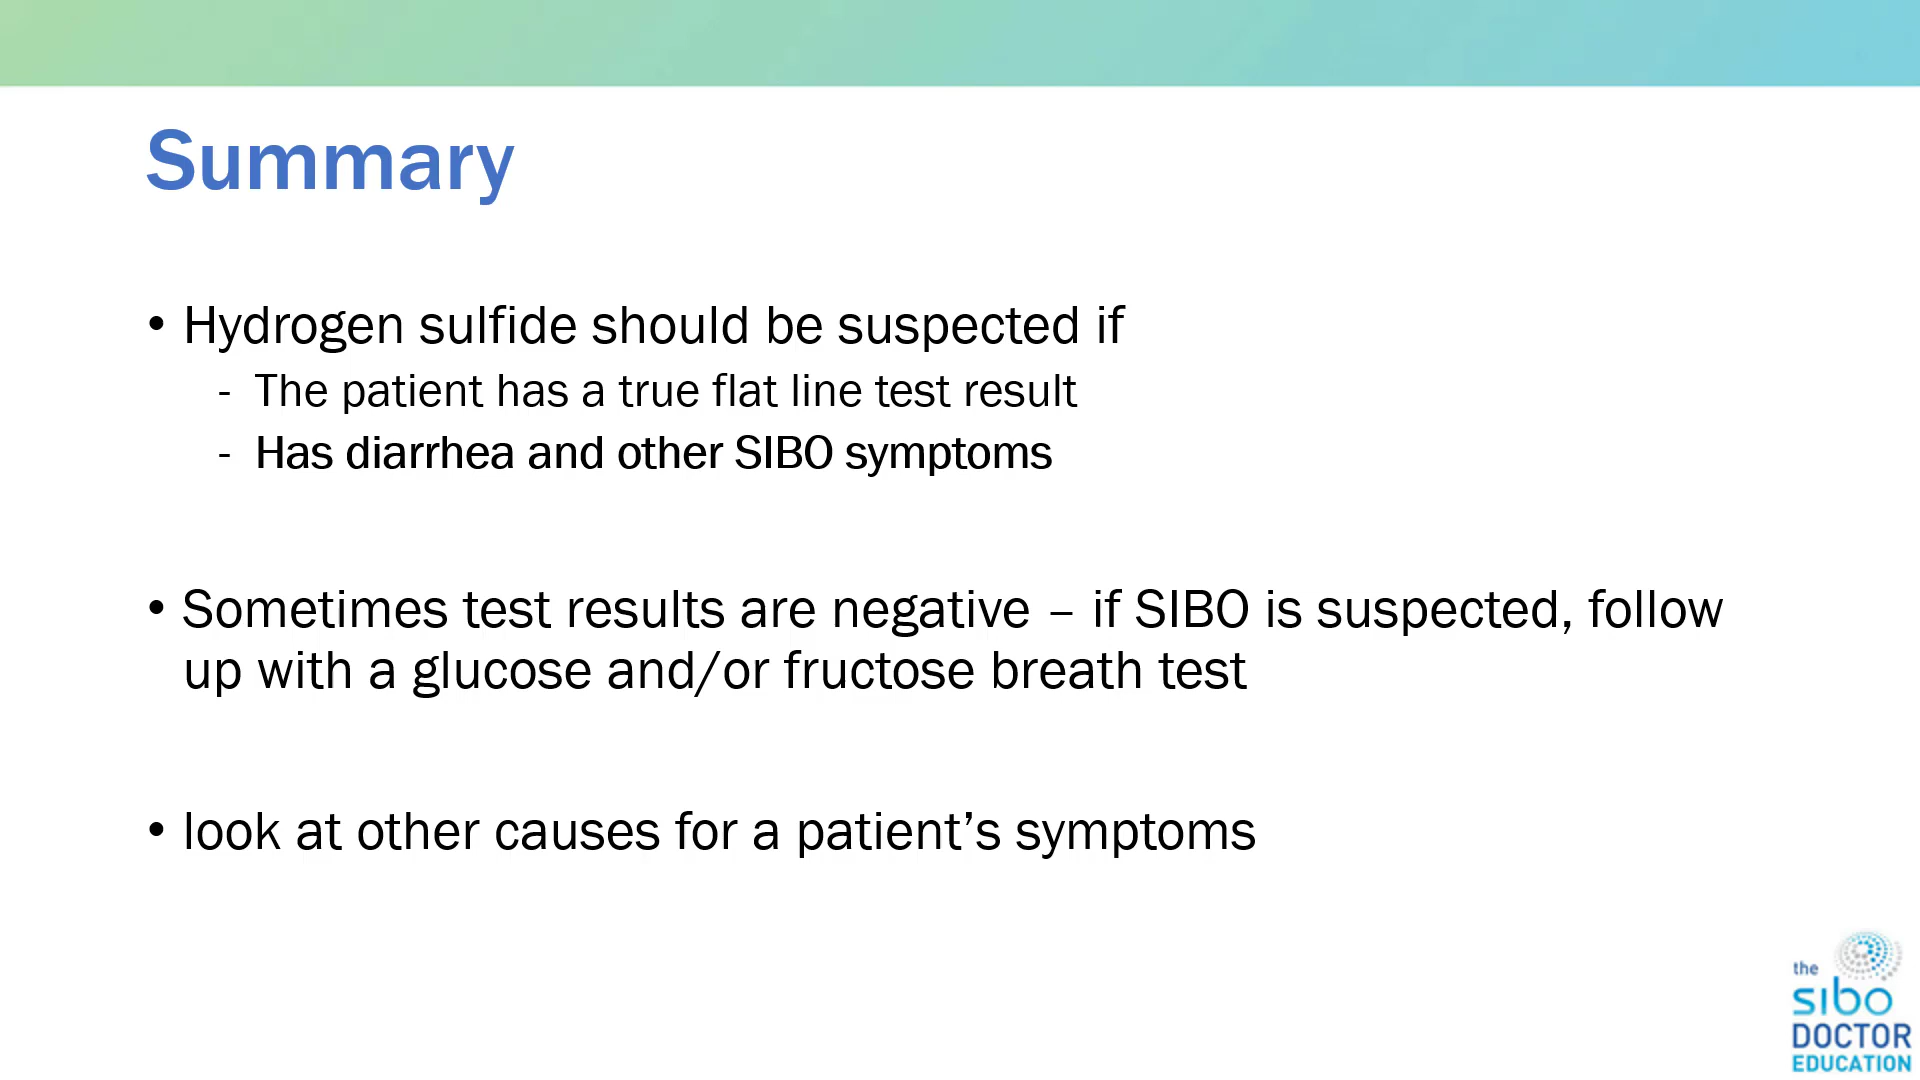 Summary
• Hydrogen sulfide should be suspected if
- The patient has a true flat line test result
- Has diarrhea and other SIBO symptoms
• Sometimes test results are negative – if SIBO is suspected, follow
up with a glucose and/or fructose breath test
• look at other causes for a patient’s symptoms
the
sibo
DOCTOR
EDUCATION